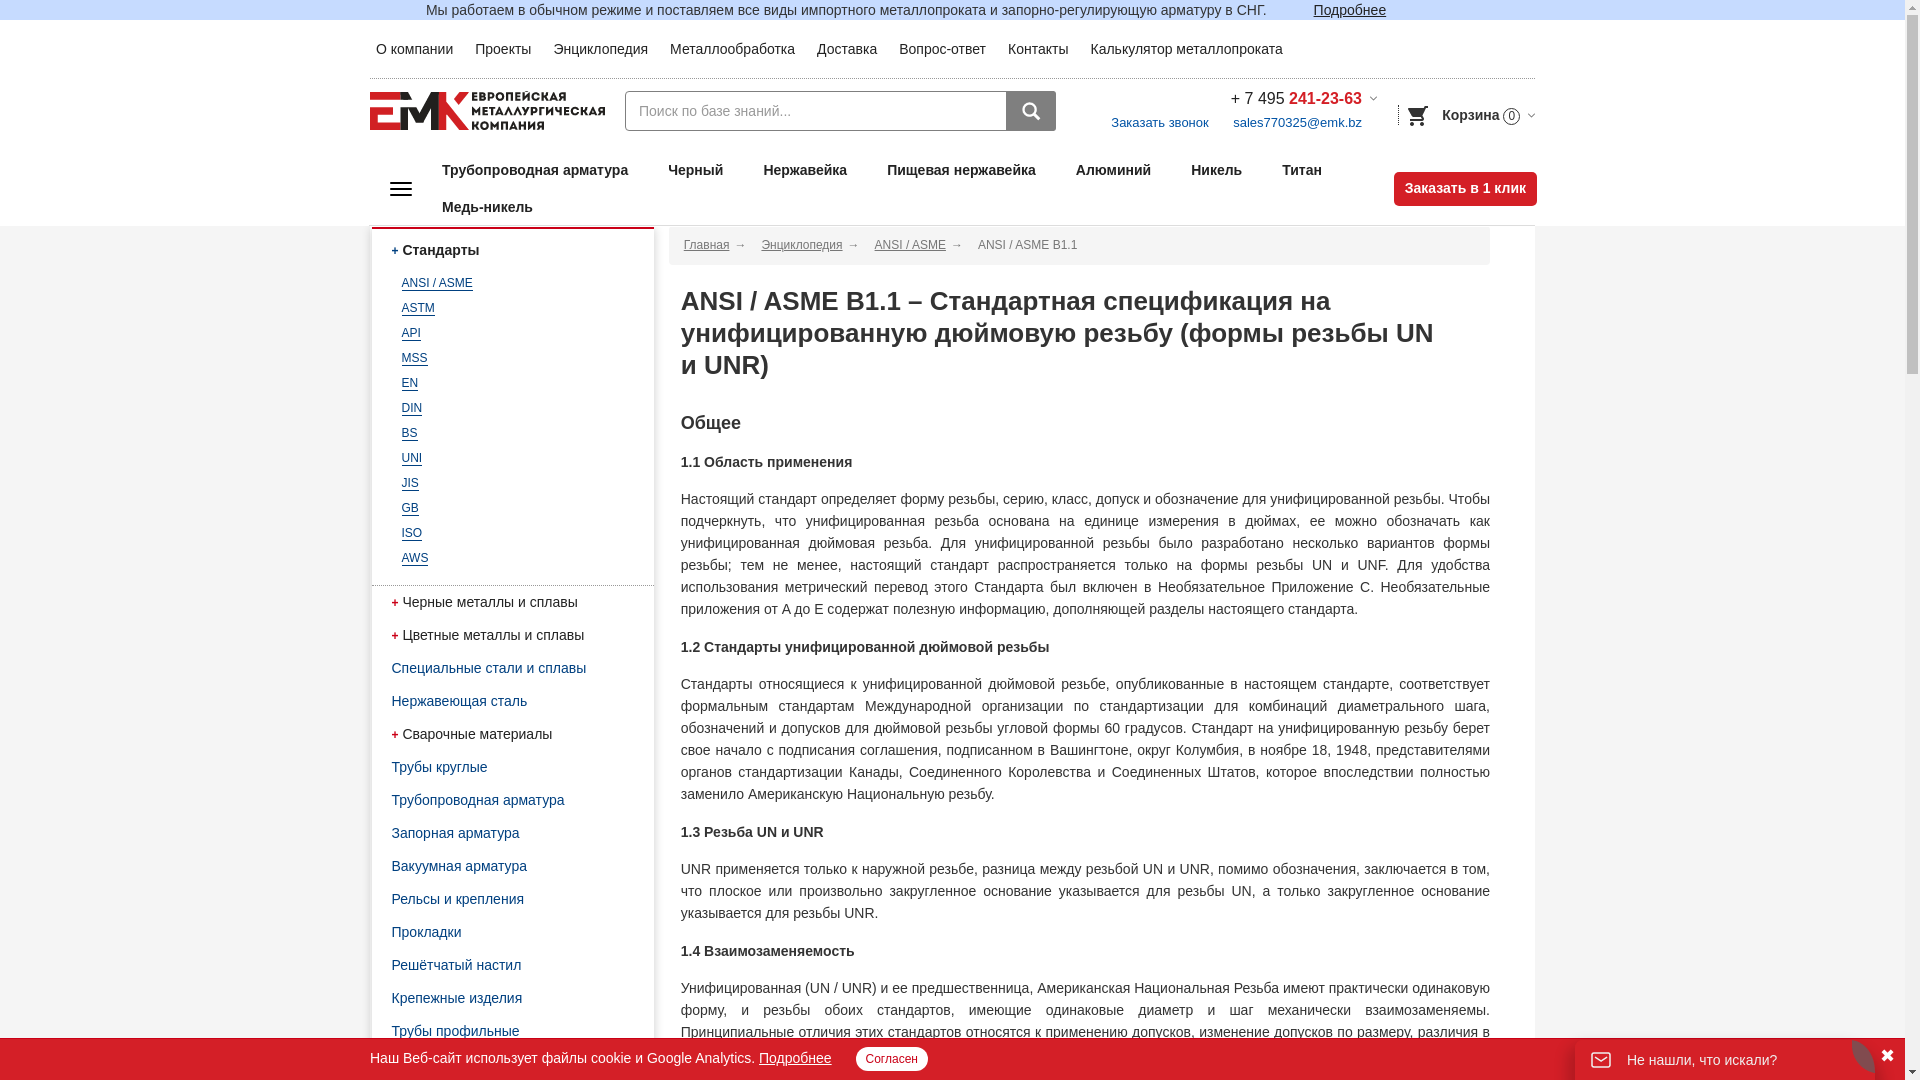 Мы работаем в обычном режиме и поставляем все виды импортного металлопроката и запорно-регулирующую арматуру в СНГ. Подробнее
О компании Проекты Энциклопедия Металлообработка Доставка Вопрос-ответ Контакты Калькулятор металлопроката
ЕМК ЕВРОПЕЙСКАЯ
МЕТАЛЛУРГИЧЕСКАЯ
КОМПАНИЯ
Поиск по базе знаний...
+ 7 495 241-23-63
Заказать звонок sales770325@emk.bz
Корзина 0
Трубопроводная арматура Черный Нержавейка Пищевая нержавейка Алюминий Никель Титан
Медь-никель
Заказать в 1 клик
+ Стандарты
ANSI / ASME
ASTM
API
MSS
EN
DIN
BS
UNI
JIS
GB
ISO
AWS
+ Черные металлы и сплавы
+ Цветные металлы и сплавы
Специальные стали и сплавы
Нержавеющая сталь
+ Сварочные материалы
Трубы круглые
Трубопроводная арматура
Запорная арматура
Вакуумная арматура
Рельсы и крепления
Прокладки
Решётчатый настил
Крепежные изделия
Трубы профильные
Главная → Энциклопедия → ANSI / ASME → ANSI / ASME B1.1
ANSI / ASME B1.1 – Стандартная спецификация на
унифицированную дюймовую резьбу (формы резьбы UN
и UNR)
Общее
1.1 Область применения
Настоящий стандарт определяет форму резьбы, серию, класс, допуск и обозначение для унифицированной резьбы. Чтобы
подчеркнуть, что унифицированная резьба основана на единице измерения в дюймах, ее можно обозначать как
унифицированная дюймовая резьба. Для унифицированной резьбы было разработано несколько вариантов формы
резьбы; тем не менее, настоящий стандарт распространяется только на формы резьбы UN и UNF. Для удобства
использования метрический перевод этого Стандарта был включен в Необязательное Приложение C. Необязательные
приложения от A до E содержат полезную информацию, дополняющей разделы настоящего стандарта.
1.2 Стандарты унифицированной дюймовой резьбы
Стандарты относящиеся к унифицированной дюймовой резьбе, опубликованные в настоящем стандарте, соответствует
формальным стандартам Международной организации по стандартизации для комбинаций диаметрального шага,
обозначений и допусков для дюймовой резьбы угловой формы 60 градусов. Стандарт на унифицированную резьбу берет
свое начало с подписания соглашения, подписанном в Вашингтоне, округ Колумбия, в ноябре 18, 1948, представителями
органов стандартизации Канады, Соединенного Королевства и Соединенных Штатов, которое впоследствии полностью
заменило Американскую Национальную резьбу.
1.3 Резьба UN и UNR
UNR применяется только к наружной резьбе, разница между резьбой UN и UNR, помимо обозначения, заключается в том,
что плоское или произвольно закругленное основание указывается для резьбы UN, а только закругленное основание
указывается для резьбы UNR.
1.4 Взаимозаменяемость
Унифицированная (UN / UNR) и ее предшественница, Американская Национальная Резьба имеют практически одинаковую
форму, и резьбы обоих стандартов, имеющие одинаковые диаметр и шаг механически взаимозаменяемы.
Принципиальные отличия этих стандартов относятся к применению допусков, изменение допусков по размеру, различия в
Наш Веб-сайт использует файлы cookie и Google Analytics. Подробнее Согласен
Не нашли, что искали?